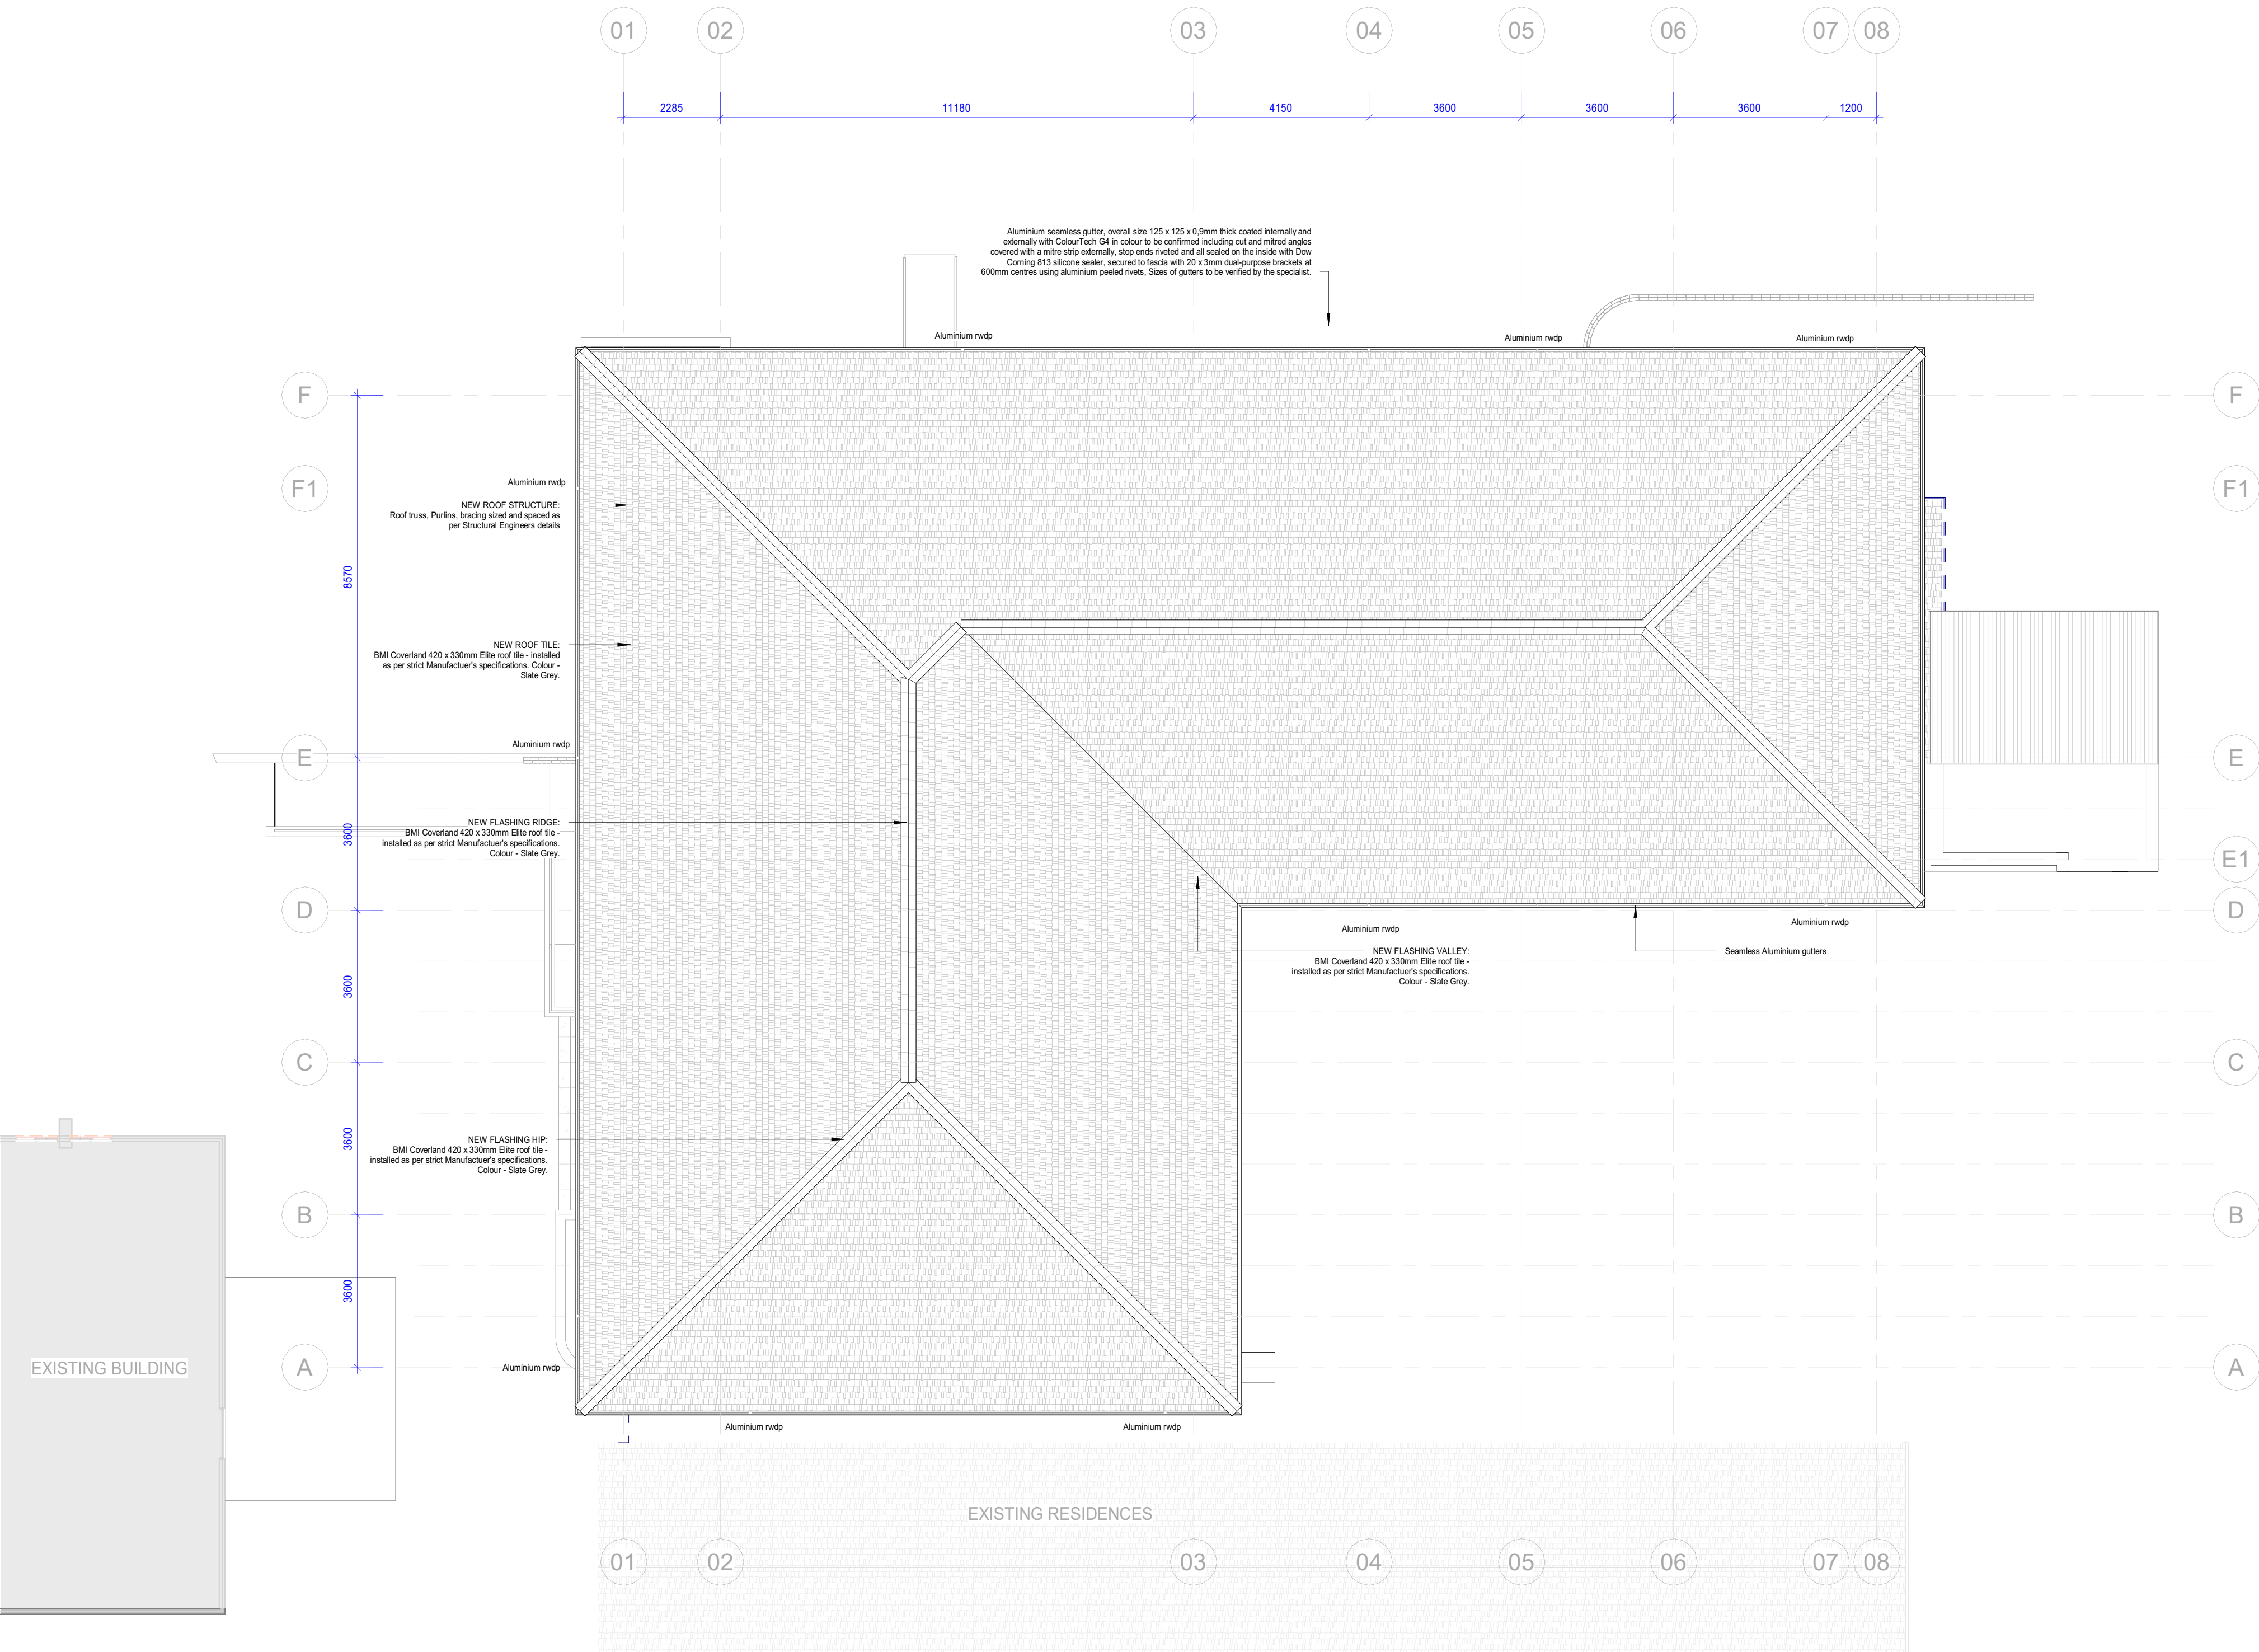 01 02 03 04 05 06 07 08
2285 11180 4150 3600 3600 3600 1200
Aluminium seamless gutter, overall size 125 x 125 x 0,9mm thick coated internally and
externally with ColourTech G4 in colour to be confirmed including cut and mitred angles
covered with a mitre strip externally, stop ends riveted and all sealed on the inside with Dow
Corning 813 silicone sealer, secured to fascia with 20 x 3mm dual-purpose brackets at
600mm centres using aluminium peeled rivets, Sizes of gutters to be verified by the specialist.
Aluminium rwdp
Aluminium rwdp
Aluminium rwdp
F
F
Aluminium rwdp
F1
F1
NEW ROOF STRUCTURE:
Roof truss, Purlins, bracing sized and spaced as
per Structural Engineers details
8570
NEW ROOF TILE:
BMI Coverland 420 x 330mm Elite roof tile - installed
as per strict Manufactuer's specifications. Colour -
Slate Grey.
Aluminium rwdp
E
E
NEW FLASHING RIDGE:
BMI Coverland 420 x 330mm Elite roof tile -
installed as per strict Manufactuer's specifications.
Colour - Slate Grey.
3600
E1
D
D
Aluminium rwdp
Aluminium rwdp
NEW FLASHING VALLEY:
BMI Coverland 420 x 330mm Elite roof tile -
installed as per strict Manufactuer's specifications.
Colour - Slate Grey.
Seamless Aluminium gutters
3600
C
C
3600
NEW FLASHING HIP:
BMI Coverland 420 x 330mm Elite roof tile -
installed as per strict Manufactuer's specifications.
Colour - Slate Grey.
B
B
3600
EXISTING BUILDING
A
A
Aluminium rwdp
Aluminium rwdp
Aluminium rwdp
EXISTING RESIDENCES
01 02 03 04 05 06 07 08